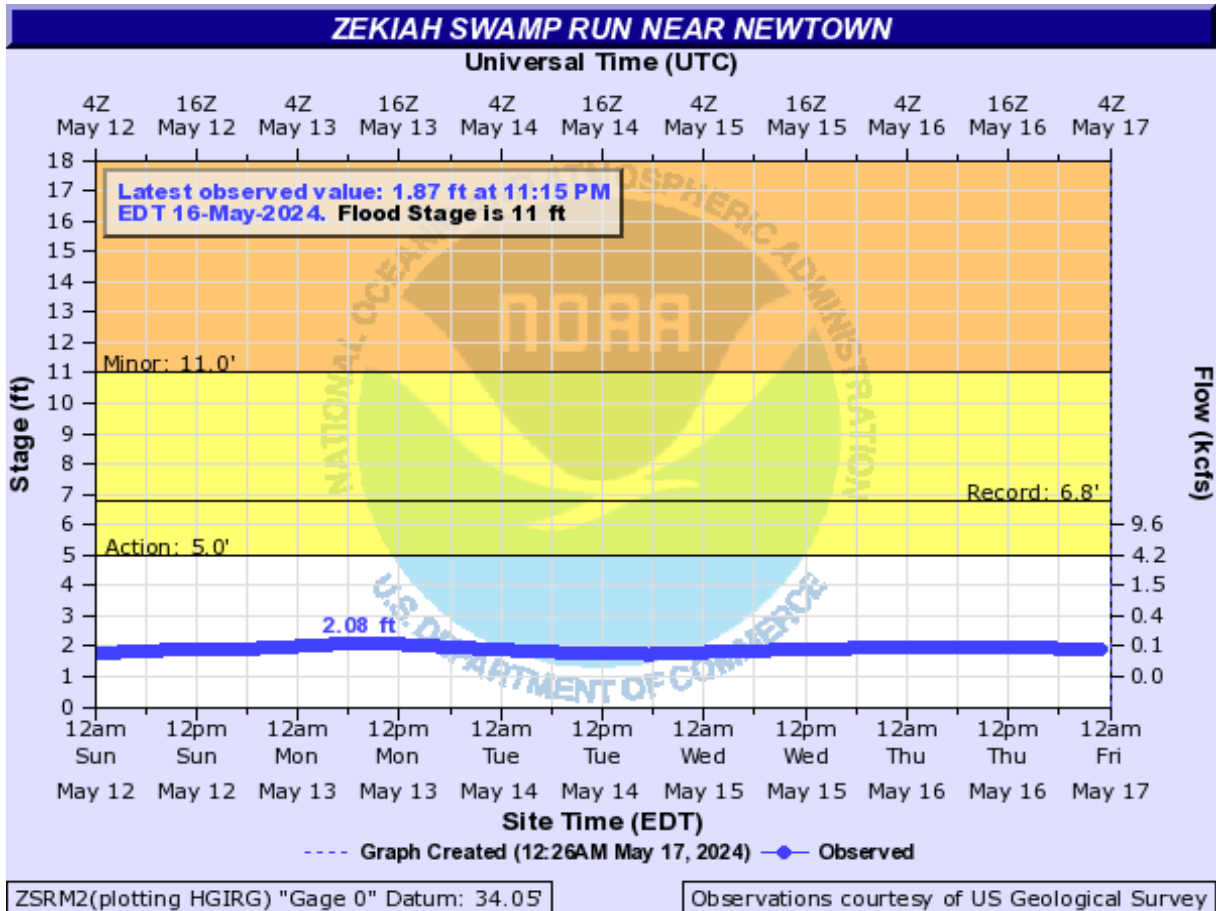 ZEKIAH SWAMP RUN NEAR NEWTOWN
Universal Time (UTC)
4Z 16Z 4Z 16Z 4Z 16Z 4Z 16Z 4Z 16Z 4Z
May 12 May 12 May 13 May 13 May 14 May 14 May 15 May 15 May 16 May 16 May 17
Latest observed value: 1.87 ft at 11:15 PM
EDT 16-May-2024. Flood Stage is 11 ft
18
17
16
15
14
13
12
11
10
9
8
7
6
5
4
3
2
1
0
Stage (ft)
Minor: 11.0'
Record: 6.8'
Action: 5.0'
2.08 ft
NATIONAL OCEANIC AND ATMOSPHERIC ADMINISTRATION
NOAA
U.S. DEPARTMENT OF COMMERCE
Flow (kcfs)
9.6
4.2
1.5
0.4
0.1
0.0
12am 12pm 12am 12pm 12am 12pm 12am 12pm 12am 12pm 12am
Sun Sun Mon Mon Tue Tue Wed Wed Thu Thu Fri
May 12 May 12 May 13 May 13 May 14 May 14 May 15 May 15 May 16 May 16 May 17
Site Time (EDT)
Graph Created (12:26AM May 17, 2024) Observed
ZSRM2(plotting HGIRG) "Gage 0" Datum: 34.05'
Observations courtesy of US Geological Survey